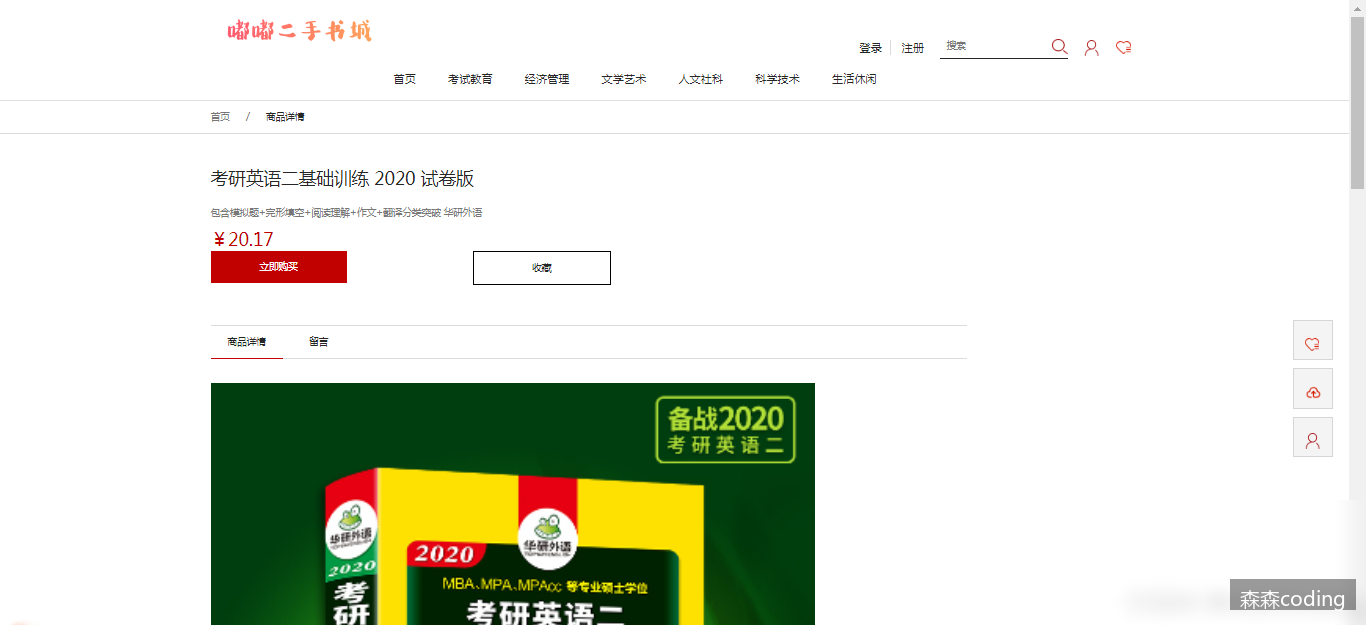 嘟嘟二手书城
登录 注册 搜索
首页 考试教育 经济管理 文学艺术 人文社科 科学技术 生活休闲
首页 / 商品详情
考研英语二基础训练 2020 试卷版
包含模拟题+完形填空+阅读理解+作文+翻译分类突破 华研外语
￥20.17
立即购买 收藏
商品详情 留言
备战2020
考研英语二
华研外语
华研外语
2020
2020
MBA、MPA、MPAcc 等专业硕士学位
考研
考研英语二
森森coding